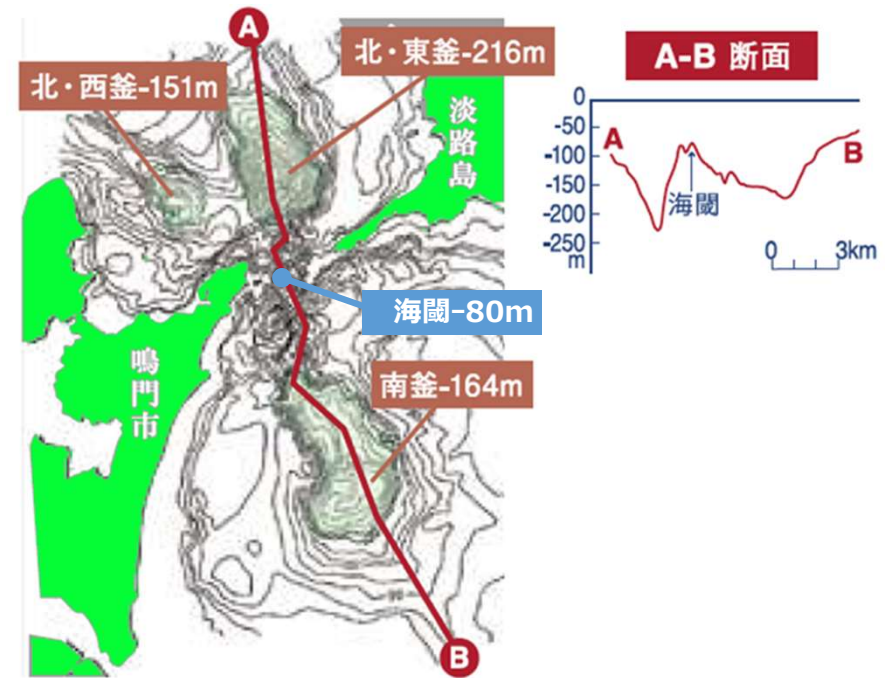 A
北・東釜-216m
北・西釜-151m
淡路島
海閾-80m
鳴門市
南釜-164m
B
A-B 断面
0
-50
-100
-150
-200
-250
m
A
B
海閾
0 3km